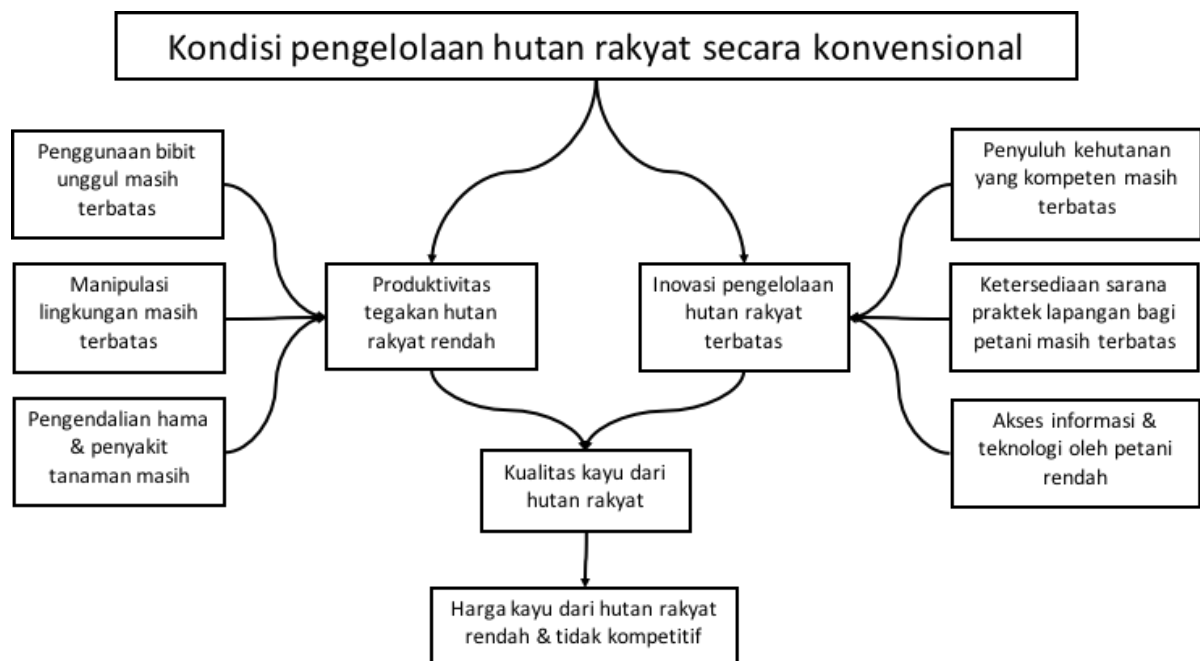 Kondisi pengelolaan hutan rakyat secara konvensional
Penggunaan bibit
unggul masih
terbatas
Manipulasi
lingkungan masih
terbatas
Pengendalian hama
& penyakit
tanaman masih
Produktivitas
tegakan hutan
rakyat rendah
Inovasi pengelolaan
hutan rakyat
terbatas
Penyuluh kehutanan
yang kompeten masih
terbatas
Ketersediaan sarana
praktek lapangan bagi
petani masih terbatas
Akses informasi &
teknologi oleh petani
rendah
Kualitas kayu dari
hutan rakyat
Harga kayu dari hutan rakyat
rendah & tidak kompetitif